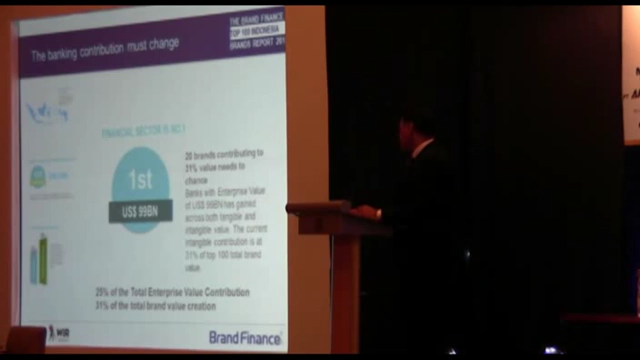 The banking contribution must change
THE BRAND FINANCE
TOP 100 INDONESIA
BRANDS REPORT 201
FINANCIAL SECTOR IS NO.1
1st
US$ 99BN
20 brands contributing to
31% value needs to
change
Banks with Enterprise Value
of US$ 99BN has gained
across both tangible and
intangible value. The current
intangible contribution is at
31% of top 100 total brand
value.
25% of the Total Enterprise Value Contribution
31% of the total brand value creation
WIR
Brand Finance